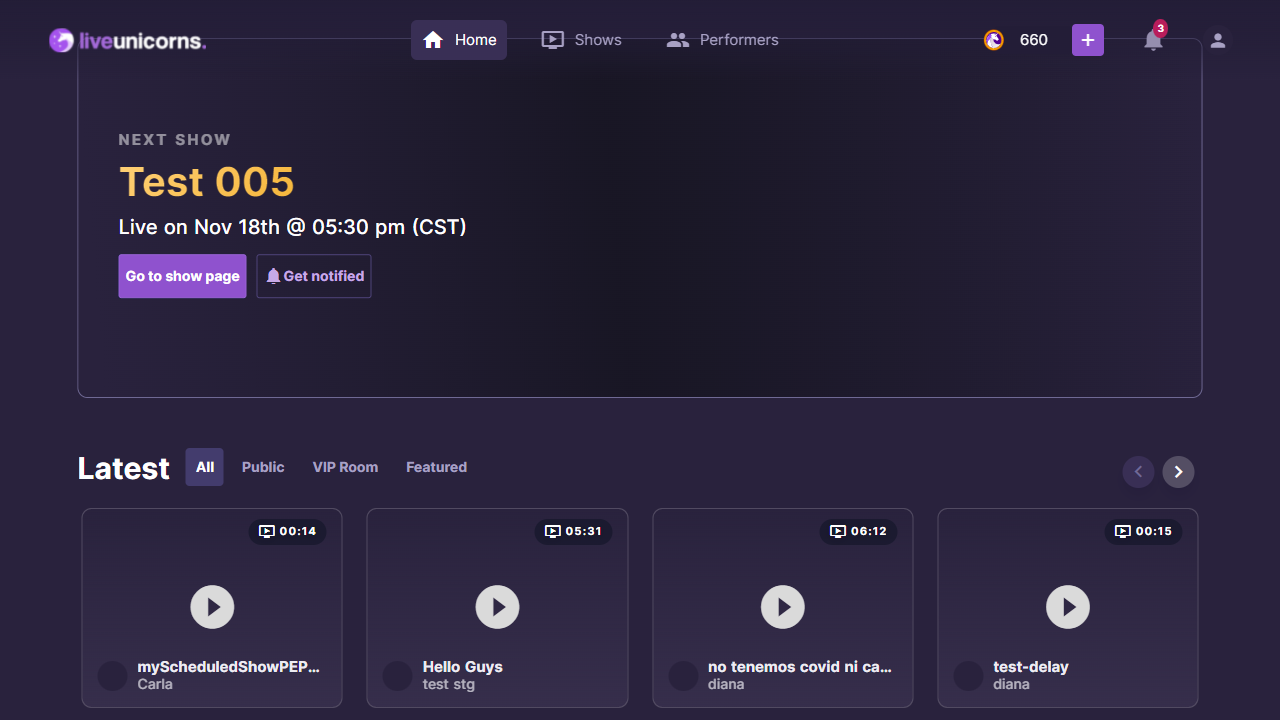 liveunicorns.
Home
Shows
Performers
660
+
3
NEXT SHOW
Test 005
Live on Nov 18th @ 05:30 pm (CST)
Go to show page
Get notified
Latest
All
Public
VIP Room
Featured
00:14
05:31
06:12
00:15
mySc​heduledShowPEP...
Carla
Hello Guys
test stg
no tenemos covid ni ca...
diana
test-delay
diana